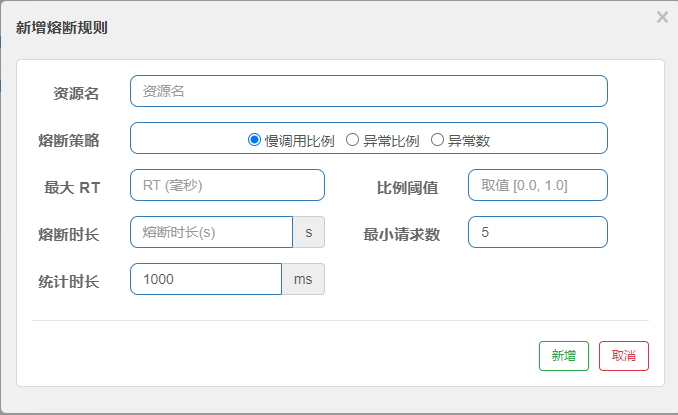 新增熔断规则
×
资源名 资源名
熔断策略 慢调用比例 异常比例 异常数
最大 RT RT (毫秒) 比例阈值 取值 [0.0, 1.0]
熔断时长 熔断时长(s) s 最小请求数 5
统计时长 1000 ms
新增 取消